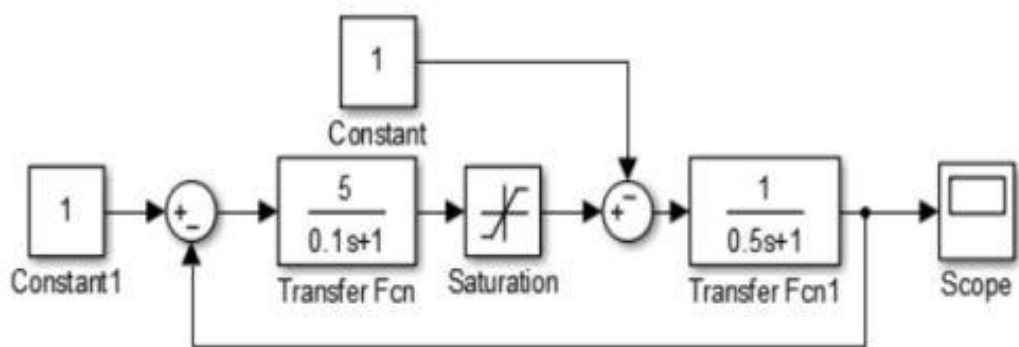 1
Constant
1
Constant1
+
−
5
0.1s+1
Transfer Fcn
Saturation
+
−
1
0.5s+1
Transfer Fcn1
Scope